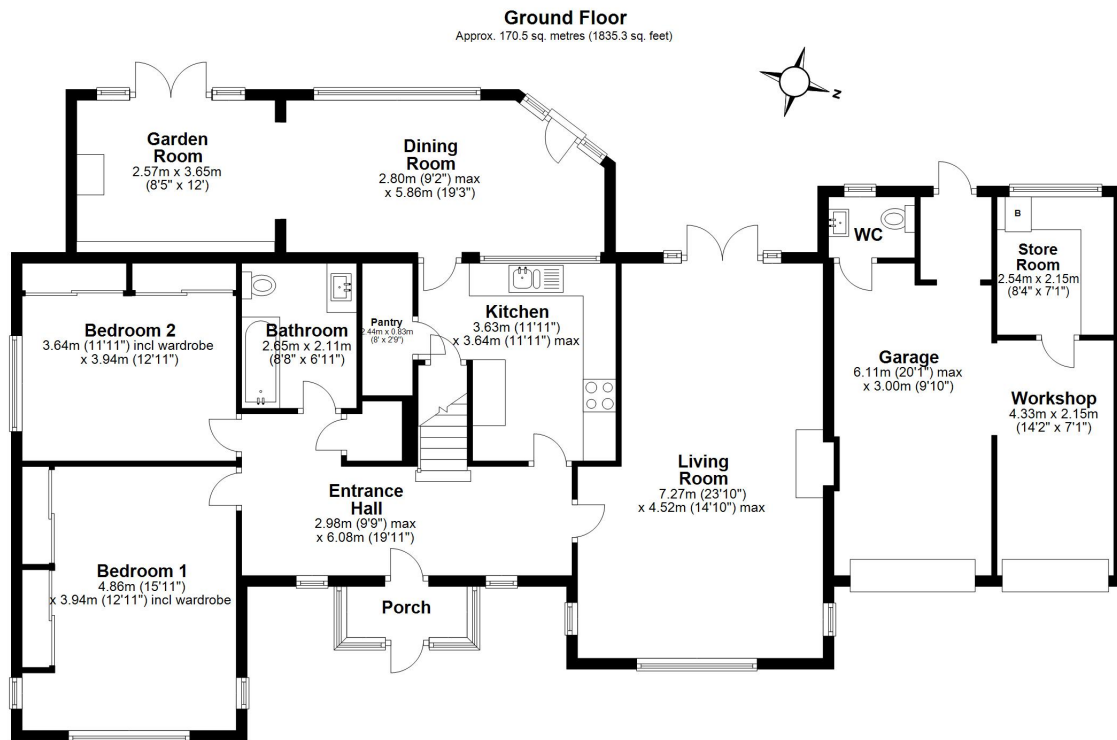 Ground Floor
Approx. 170.5 sq. metres (1835.3 sq. feet)
N
Garden
Room
2.57m x 3.65m
(8'5" x 12')
Dining
Room
2.80m (9'2") max
x 5.86m (19'3")
WC
B
Store
Room
2.54m x 2.15m
(8'4" x 7'1")
Bedroom 2
3.64m (11'11") incl wardrobe
x 3.94m (12'11")
Bathroom
2.65m x 2.11m
(8'8" x 6'11")
Pantry
2.44m x 0.83m
(8' x 2'9")
Kitchen
3.63m (11'11")
x 3.64m (11'11") max
Garage
6.11m (20'1") max
x 3.00m (9'10")
Workshop
4.33m x 2.15m
(14'2" x 7'1")
Living
Room
7.27m (23'10")
x 4.52m (14'10") max
Entrance
Hall
2.98m (9'9") max
x 6.08m (19'11")
Bedroom 1
4.86m (15'11")
x 3.94m (12'11") incl wardrobe
Porch